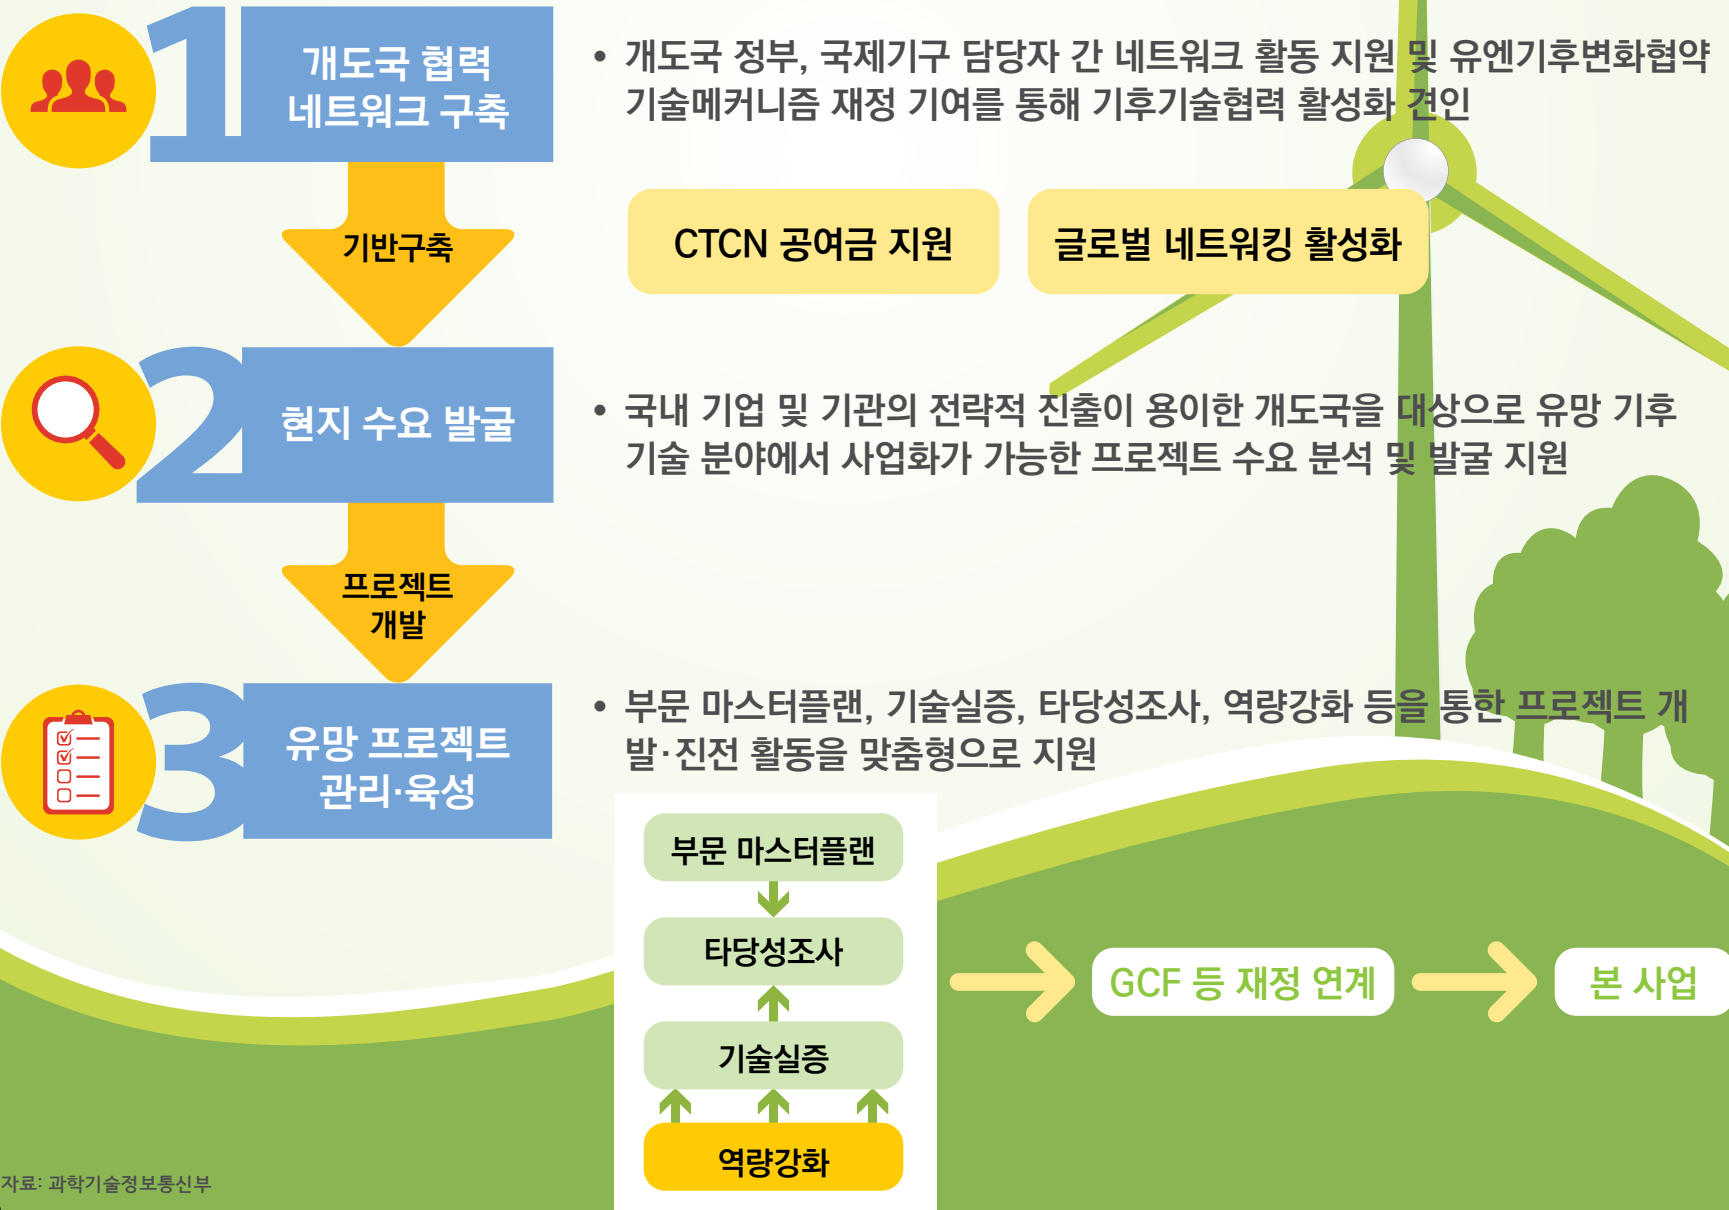 1
개도국 협력
네트워크 구축
• 개도국 정부, 국제기구 담당자 간 네트워크 활동 지원 및 유엔기후변화협약
기술메커니즘 재정 기여를 통해 기후기술협력 활성화 견인
CTCN 공여금 지원
글로벌 네트워킹 활성화
기반구축
2
현지 수요 발굴
• 국내 기업 및 기관의 전략적 진출이 용이한 개도국을 대상으로 유망 기후
기술 분야에서 사업화가 가능한 프로젝트 수요 분석 및 발굴 지원
프로젝트
개발
3
유망 프로젝트
관리·육성
• 부문 마스터플랜, 기술실증, 타당성조사, 역량강화 등을 통한 프로젝트 개
발·진전 활동을 맞춤형으로 지원
부문 마스터플랜
타당성조사
기술실증
역량강화
GCF 등 재정 연계
본 사업
자료: 과학기술정보통신부